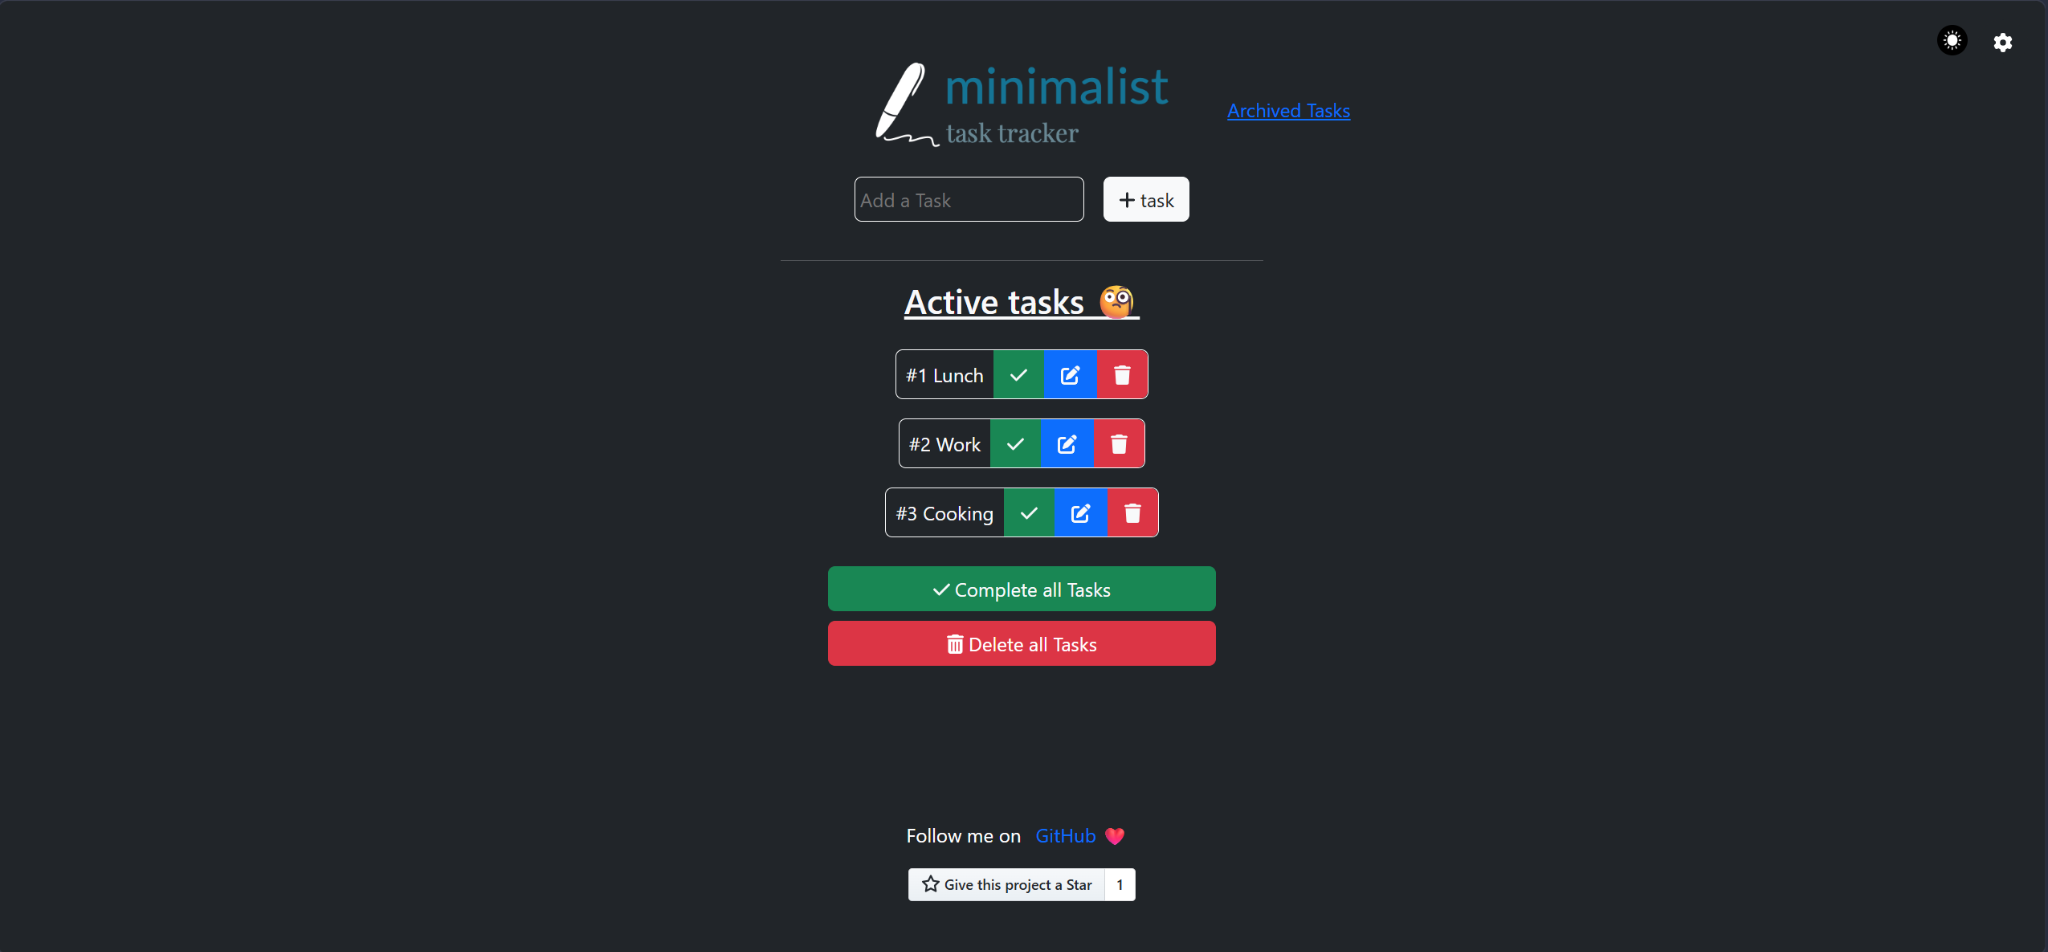 minimalist
task tracker
Archived Tasks
Add a Task
+ task
Active tasks 🧐
#1 Lunch
#2 Work
#3 Cooking
Complete all Tasks
Delete all Tasks
Follow me on GitHub
Give this project a Star 1